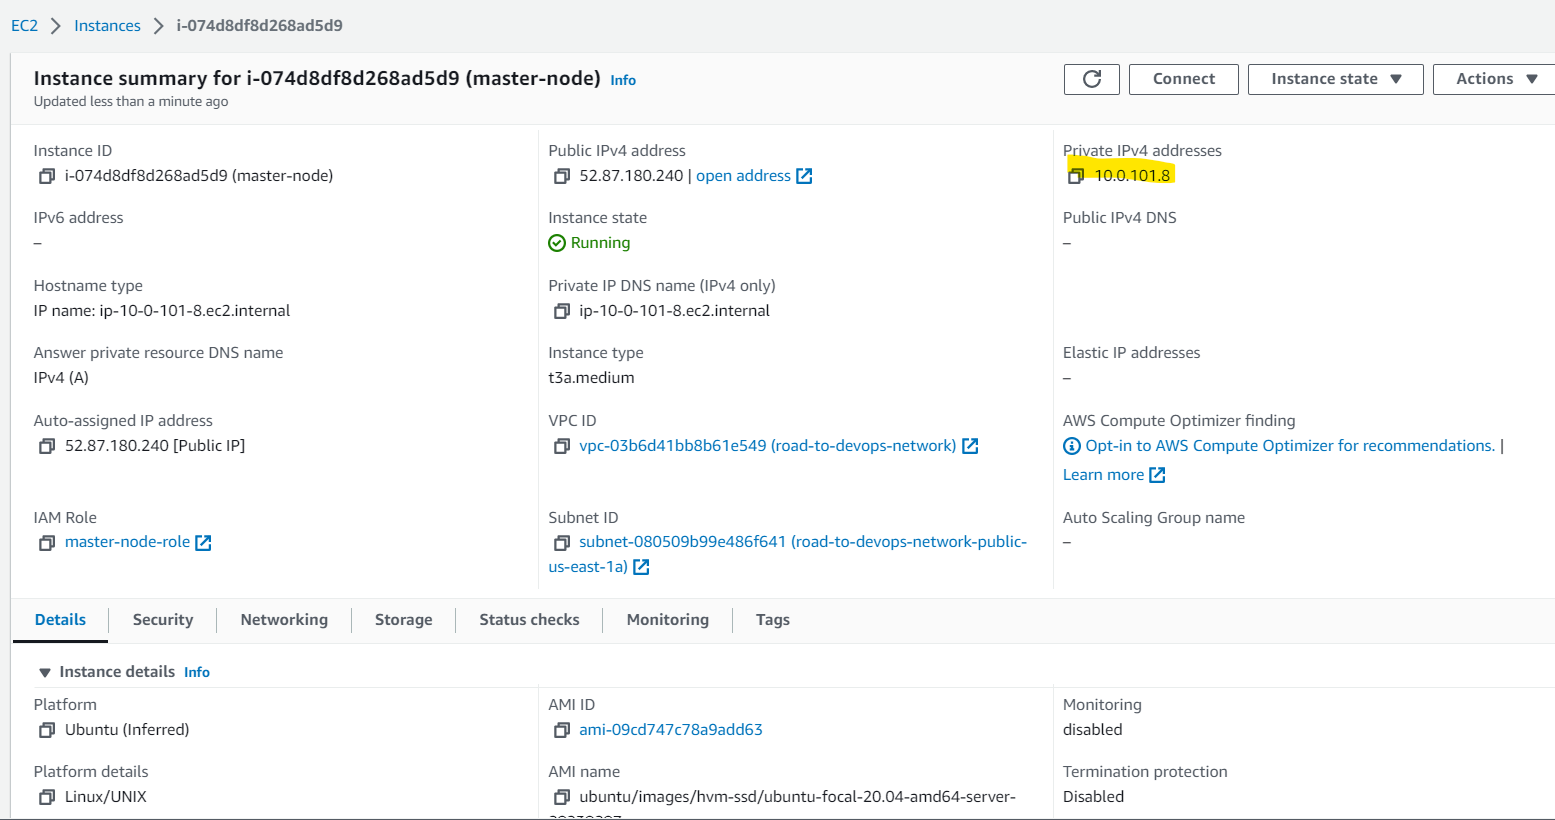 EC2 > Instances > i-074d8df8d268ad5d9
Instance summary for i-074d8df8d268ad5d9 (master-node) Info
Updated less than a minute ago
Connect
Instance state
Actions
Instance ID
i-074d8df8d268ad5d9 (master-node)
Public IPv4 address
52.87.180.240 | open address
Private IPv4 addresses
10.0.101.8
IPv6 address
–
Instance state
Running
Public IPv4 DNS
–
Hostname type
IP name: ip-10-0-101-8.ec2.internal
Private IP DNS name (IPv4 only)
ip-10-0-101-8.ec2.internal
Answer private resource DNS name
IPv4 (A)
Instance type
t3a.medium
Elastic IP addresses
–
Auto-assigned IP address
52.87.180.240 [Public IP]
VPC ID
vpc-03b6d41bb8b61e549 (road-to-devops-network)
AWS Compute Optimizer finding
Opt-in to AWS Compute Optimizer for recommendations. |
Learn more
IAM Role
master-node-role
Subnet ID
subnet-080509b99e486f641 (road-to-devops-network-public-
us-east-1a)
Auto Scaling Group name
–
Details
Security
Networking
Storage
Status checks
Monitoring
Tags
Instance details Info
Platform
Ubuntu (Inferred)
AMI ID
ami-09cd747c78a9add63
Monitoring
disabled
Platform details
Linux/UNIX
AMI name
ubuntu/images/hvm-ssd/ubuntu-focal-20.04-amd64-server-
Termination protection
Disabled